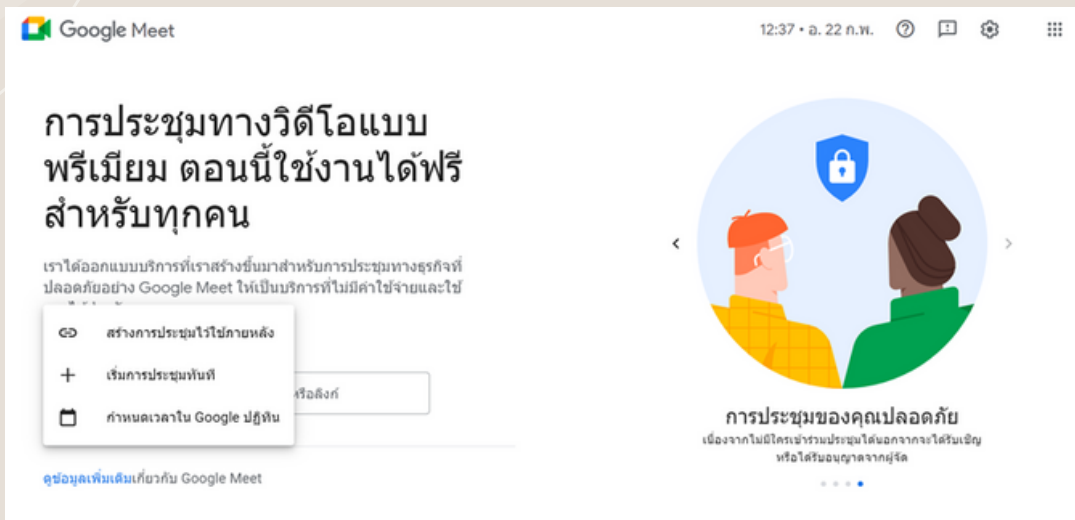 Google Meet
12:37 • อ. 22 ก.พ.
การประชุมทางวิดีโอแบบ
พรีเมียม ตอนนี้ใช้งานได้ฟรี
สำหรับทุกคน
เราได้ออกแบบบริการที่เราสร้างขึ้นมาสำหรับการประชุมทางธุรกิจที่
ปลอดภัยอย่าง Google Meet ให้เป็นบริการที่ไม่มีค่าใช้จ่ายและใช้
สร้างการประชุมไว้ใช้ภายหลัง
เริ่มการประชุมทันที
หรือลิงก์
กำหนดเวลาใน Google ปฏิทิน
ดูข้อมูลเพิ่มเติมเกี่ยวกับ Google Meet
การประชุมของคุณปลอดภัย
เนื่องจากไม่มีใครเข้าร่วมประชุมได้นอกจากจะได้รับเชิญ
หรือได้รับอนุญาตจากผู้จัด